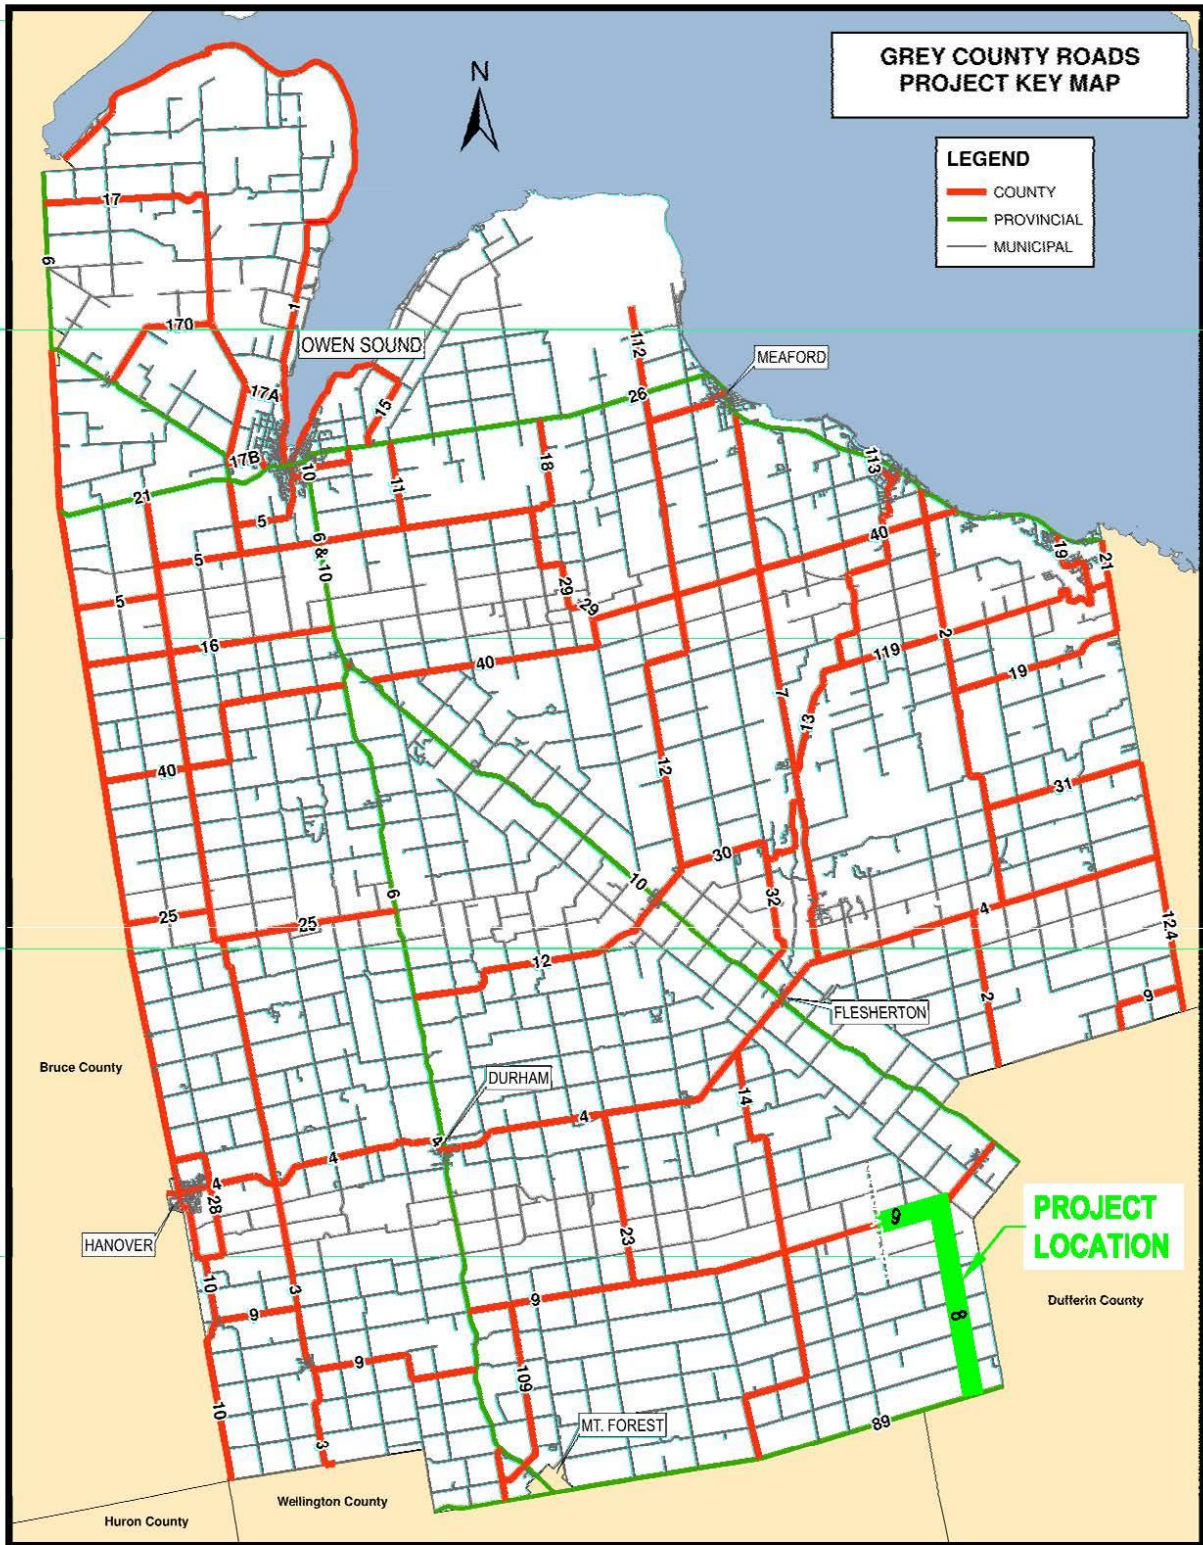 GREY COUNTY ROADS
PROJECT KEY MAP
N
LEGEND
COUNTY
PROVINCIAL
MUNICIPAL
17
6
1
170
OWEN SOUND
112
MEAFORD
17A
15
26
17B
10
18
113
11
21
5
6 & 10
40
5
19
21
29
5
29
16
2
119
40
19
7
13
40
12
31
30
10
6
32
25
25
4
124
12
2
9
FLESHERTON
Bruce County
DURHAM
14
4
4
4
4
28
PROJECT
LOCATION
9
23
HANOVER
10
3
9
Dufferin County
9
8
9
109
10
89
MT. FOREST
3
Wellington County
Huron County